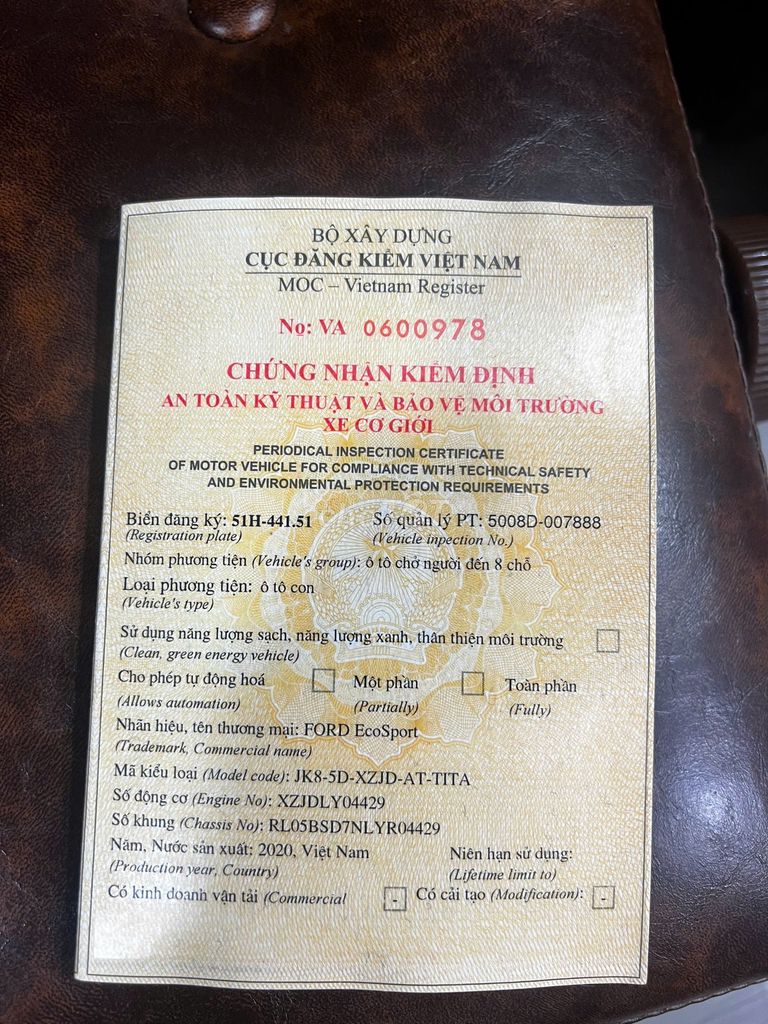 BỘ XÂY DỰNG
CỤC ĐĂNG KIỂM VIỆT NAM
MOC – Vietnam Register
No: VA 0600978
CHỨNG NHẬN KIỂM ĐỊNH
AN TOÀN KỸ THUẬT VÀ BẢO VỆ MÔI TRƯỜNG
XE CƠ GIỚI
PERIODICAL INSPECTION CERTIFICATE
OF MOTOR VEHICLE FOR COMPLIANCE WITH TECHNICAL SAFETY
AND ENVIRONMENTAL PROTECTION REQUIREMENTS
Biển đăng ký: 51H-441.51 Số quản lý PT: 5008D-007888
(Registration plate) (Vehicle inpection No.)
Nhóm phương tiện (Vehicle's group): ô tô chở người đến 8 chỗ
Loại phương tiện: ô tô con
(Vehicle's type)
Sử dụng năng lượng sạch, năng lượng xanh, thân thiện môi trường
(Clean, green energy vehicle)
Cho phép tự động hoá Một phần Toàn phần
(Allows automation) (Partially) (Fully)
Nhãn hiệu, tên thương mại: FORD EcoSport
(Trademark, Commercial name)
Mã kiểu loại (Model code): JK8-5D-XZJD-AT-TITA
Số động cơ (Engine No): XZJDLY04429
Số khung (Chassis No): RL05BSD7NLYR04429
Năm, Nước sản xuất: 2020, Việt Nam Niên hạn sử dụng:
(Production year, Country) (Lifetime limit to)
Có kinh doanh vận tải (Commercial - Có cải tạo (Modification): -